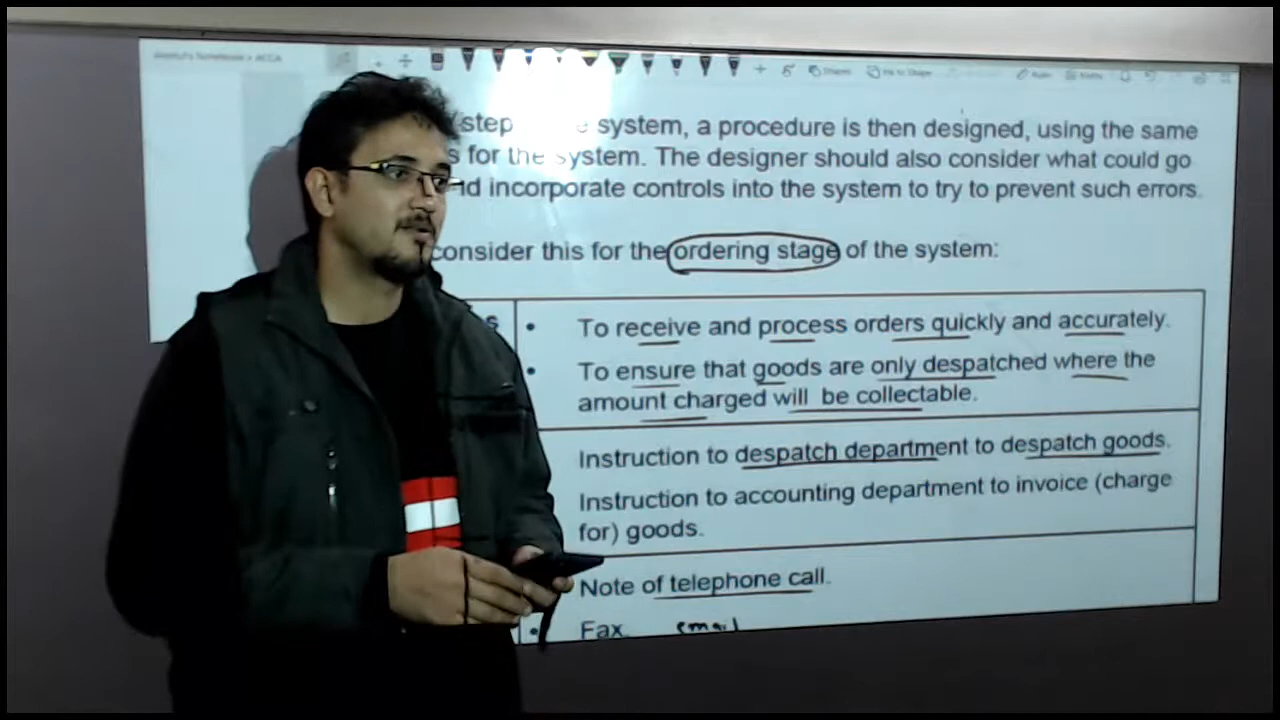 ACCA
(step system, a procedure is then designed, using the same
s for the system. The designer should also consider what could go
nd incorporate controls into the system to try to prevent such errors.
consider this for the ordering stage of the system:
s
• To receive and process orders quickly and accurately.
• To ensure that goods are only despatched where the
amount charged will be collectable.
Instruction to despatch department to despatch goods.
Instruction to accounting department to invoice (charge
for) goods.
Note of telephone call.
• Fax email